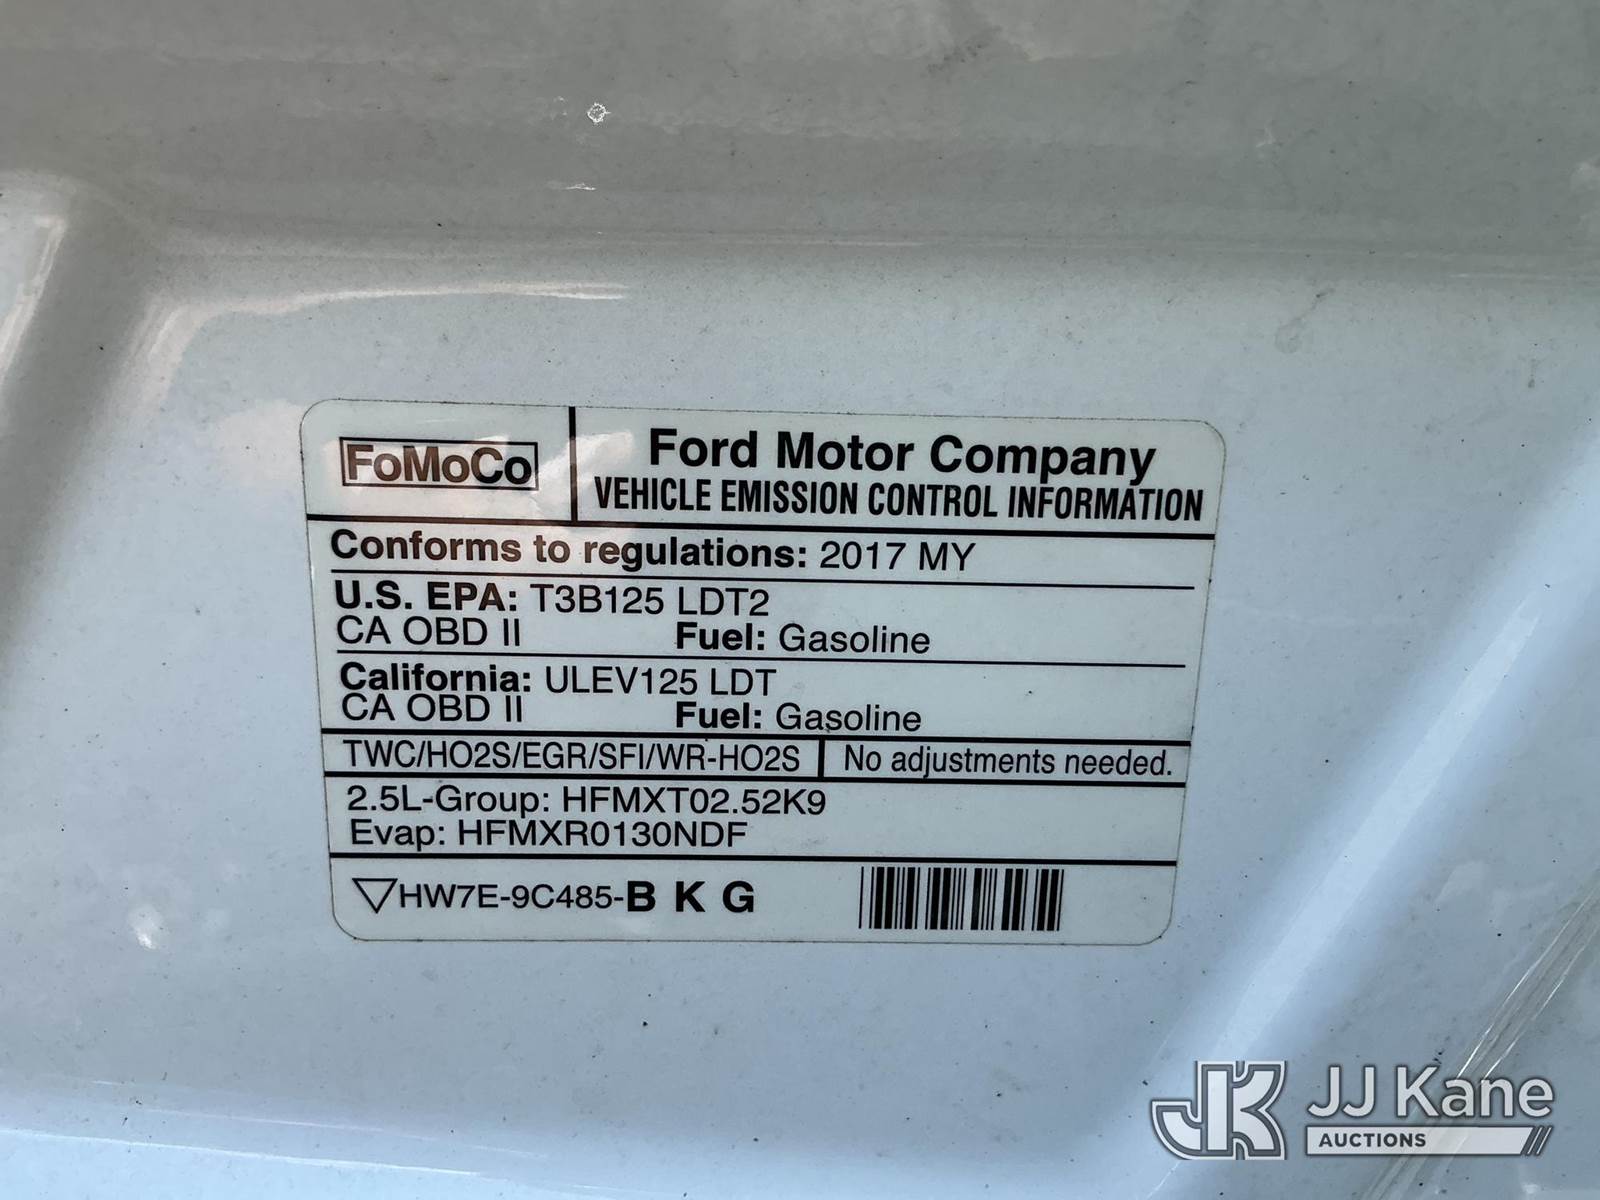 FoMoCo
Ford Motor Company
VEHICLE EMISSION CONTROL INFORMATION
Conforms to regulations: 2017 MY
U.S. EPA: T3B125 LDT2
CA OBD II Fuel: Gasoline
California: ULEV125 LDT
CA OBD II Fuel: Gasoline
TWC/HO2S/EGR/SFI/WR-HO2S No adjustments needed.
2.5L-Group: HFMXT02.52K9
Evap: HFMXR0130NDF
HW7E-9C485-B K G
JK JJ Kane
AUCTIONS